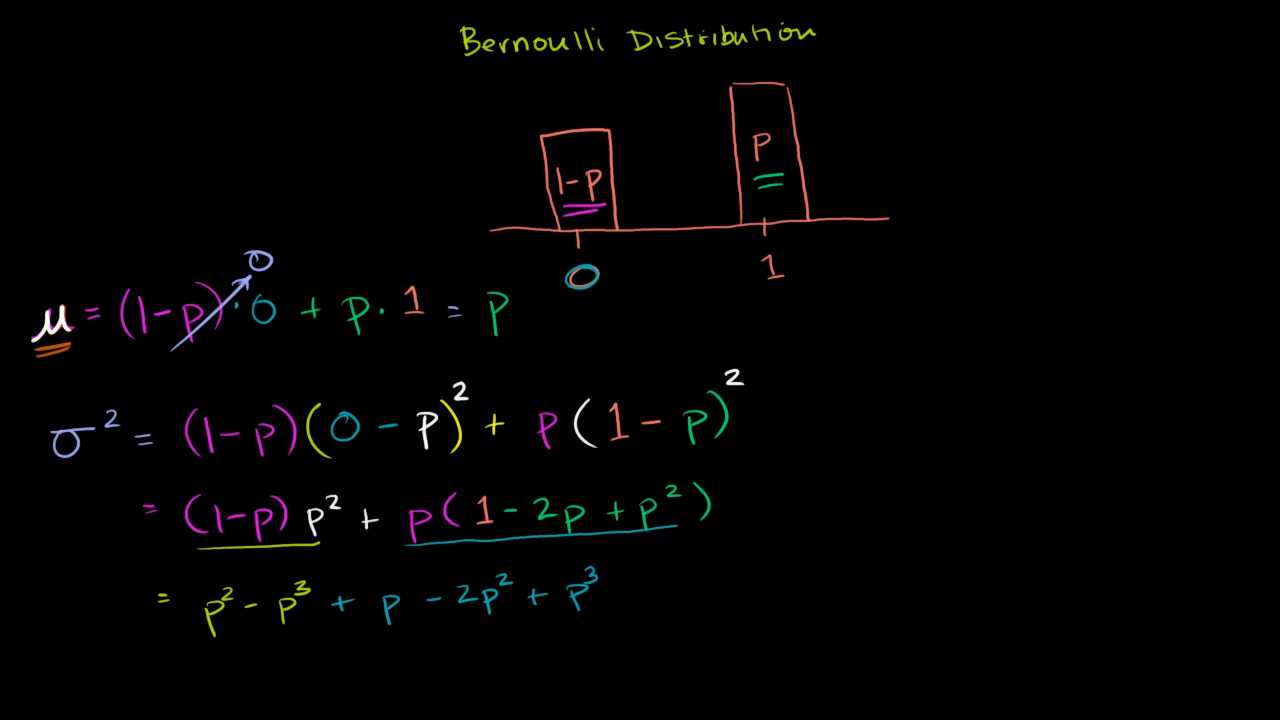 Bernoulli Distribution
1-p p
0 1
μ = (1-p)·0 + p·1 = p
0
σ² = (1-p)(0-p)² + p(1-p)²
= (1-p)p² + p(1-2p+p²)
= p² - p³ + p - 2p² + p³